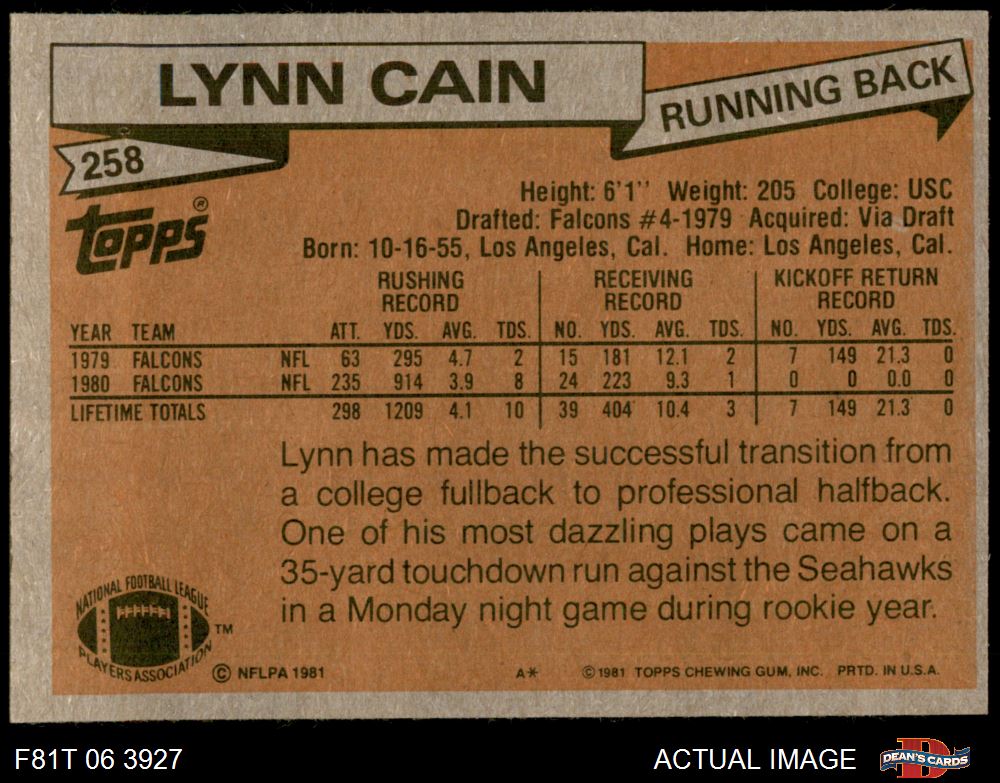 LYNN CAIN
RUNNING BACK
258
TOPPS®
Height: 6'1'' Weight: 205 College: USC
Drafted: Falcons #4-1979 Acquired: Via Draft
Born: 10-16-55, Los Angeles, Cal. Home: Los Angeles, Cal.
RUSHING RECORD RECEIVING RECORD KICKOFF RETURN RECORD
YEAR TEAM ATT. YDS. AVG. TDS. NO. YDS. AVG. TDS. NO. YDS. AVG. TDS.
1979 FALCONS NFL 63 295 4.7 2 15 181 12.1 2 7 149 21.3 0
1980 FALCONS NFL 235 914 3.9 8 24 223 9.3 1 0 0 0.0 0
LIFETIME TOTALS 298 1209 4.1 10 39 404 10.4 3 7 149 21.3 0
Lynn has made the successful transition from
a college fullback to professional halfback.
One of his most dazzling plays came on a
35-yard touchdown run against the Seahawks
in a Monday night game during rookie year.
NATIONAL FOOTBALL LEAGUE
PLAYERS ASSOCIATION
TM
© NFLPA 1981 A* © 1981 TOPPS CHEWING GUM, INC. PRTD. IN U.S.A.
F81T 06 3927 ACTUAL IMAGE DEAN'S CARDS